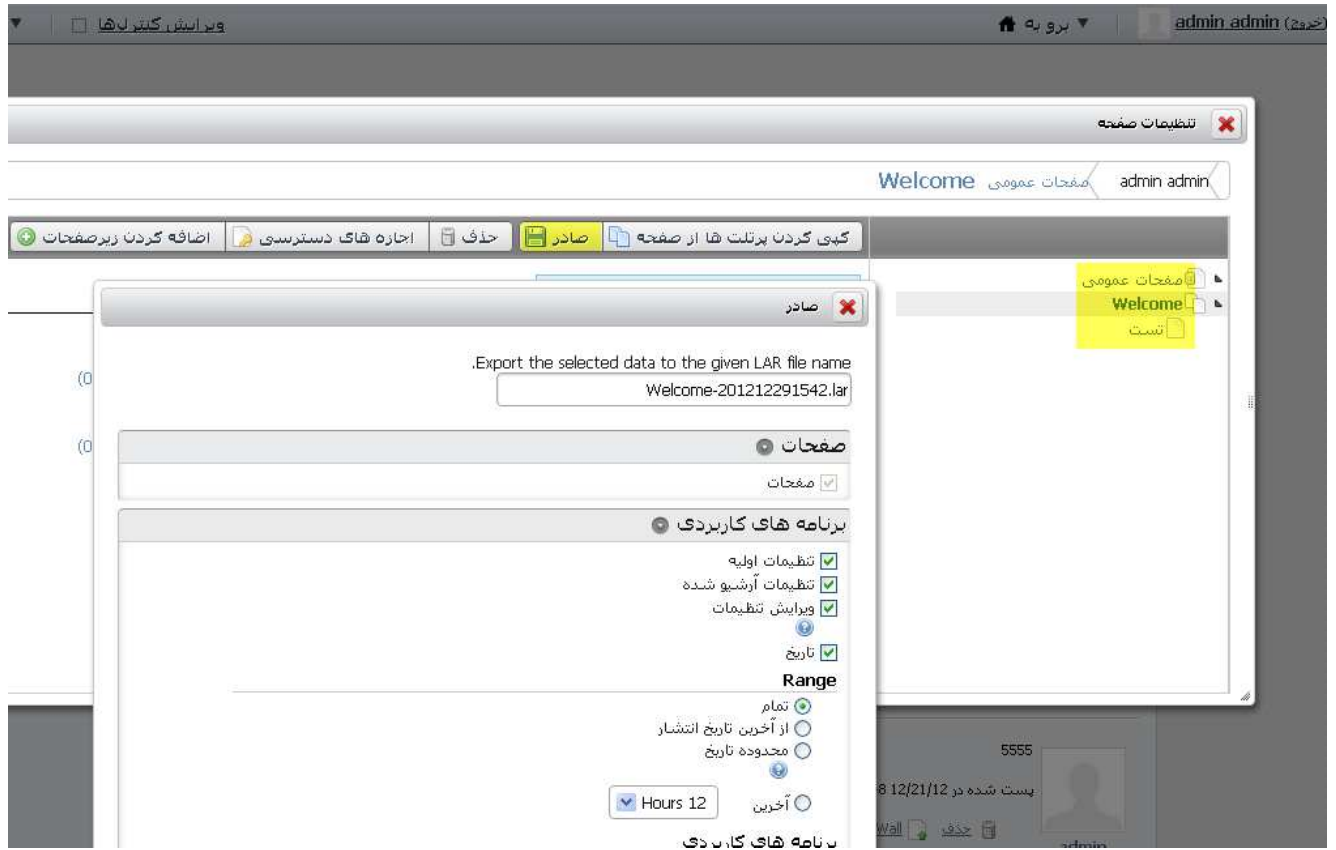 admin admin (خروج)
برو به
ویرایش کنترل‌ها
تنظیمات صفحه
admin admin
صفحات عمومی
Welcome
کپی کردن پرتلت ها از صفحه
صادر
حذف
اجازه های دسترسی
اضافه کردن زیرصفحات
صفحات عمومی
Welcome
تست
صادر
Export the selected data to the given LAR file name.
Welcome-201212291542.lar
(0
(0
صفحات
صفحات
برنامه های کاربردی
تنظیمات اولیه
تنظیمات آرشیو شده
ویرایش تنظیمات
تاریخ
Range
تمام
از آخرین تاریخ انتشار
محدوده تاریخ
آخرین
12 Hours
برنامه های کاربردی
5555
پست شده در 12/21/12 8
حذف
Wall
admin